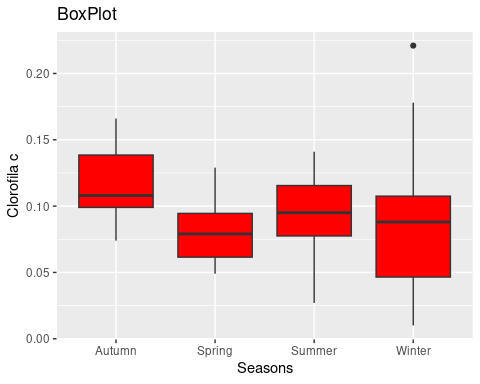 BoxPlot
Clorofila c
0.20
0.15
0.10
0.05
0.00
Autumn Spring Summer Winter
Seasons